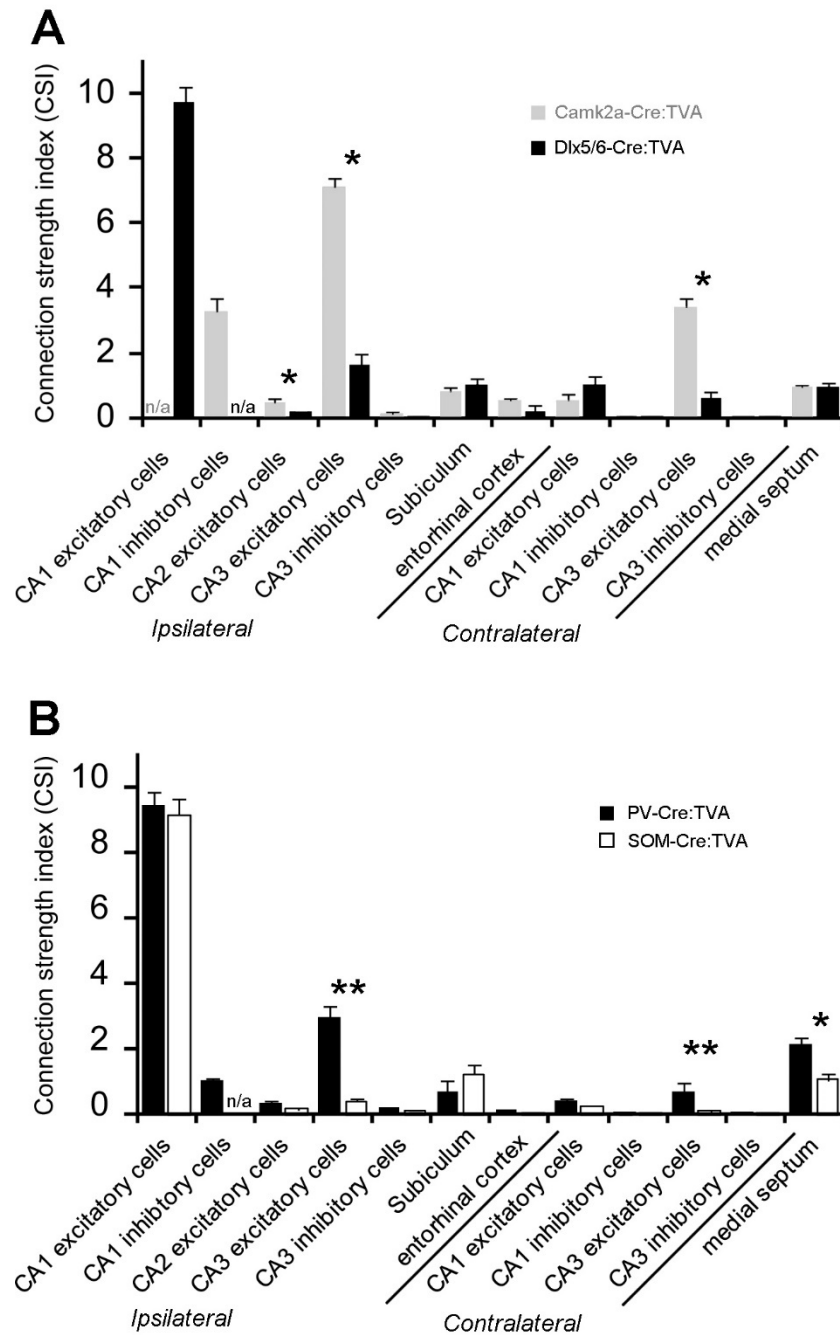 A
Connection strength index (CSI)
10
8
6
4
2
0
Camk2a-Cre:TVA
Dlx5/6-Cre:TVA
*
*
*
n/a
n/a
CA1 excitatory cells
CA1 inhibtory cells
CA2 excitatory cells
CA3 excitatory cells
CA3 inhibitory cells
Subiculum
entorhinal cortex
CA1 excitatory cells
CA1 inhibitory cells
CA3 excitatory cells
CA3 inhibitory cells
medial septum
Ipsilateral
Contralateral
B
Connection strength index (CSI)
10
8
6
4
2
0
PV-Cre:TVA
SOM-Cre:TVA
**
**
*
n/a
CA1 excitatory cells
CA1 inhibtory cells
CA2 excitatory cells
CA3 excitatory cells
CA3 inhibitory cells
Subiculum
entorhinal cortex
CA1 excitatory cells
CA1 inhibitory cells
CA3 excitatory cells
CA3 inhibitory cells
medial septum
Ipsilateral
Contralateral